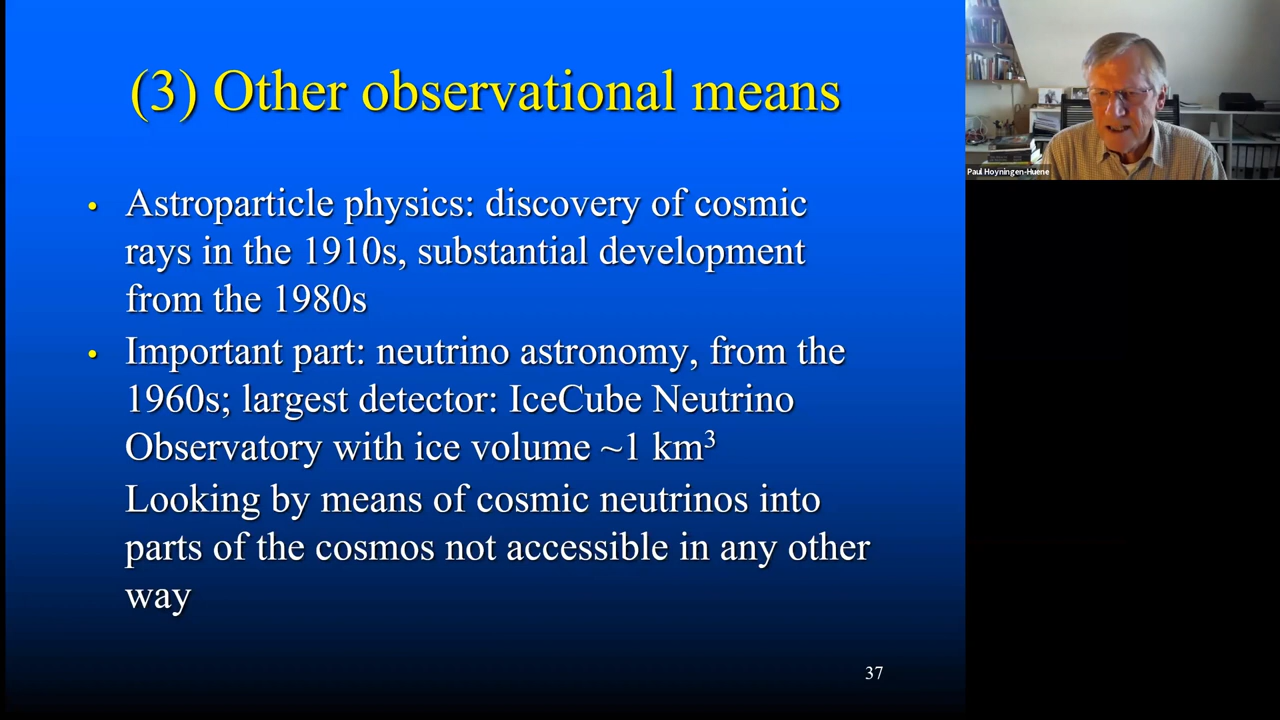 (3) Other observational means
• Astroparticle physics: discovery of cosmic
rays in the 1910s, substantial development
from the 1980s
• Important part: neutrino astronomy, from the
1960s; largest detector: IceCube Neutrino
Observatory with ice volume ~1 km³
Looking by means of cosmic neutrinos into
parts of the cosmos not accessible in any other
way
37
Paul Hoyningen-Huene